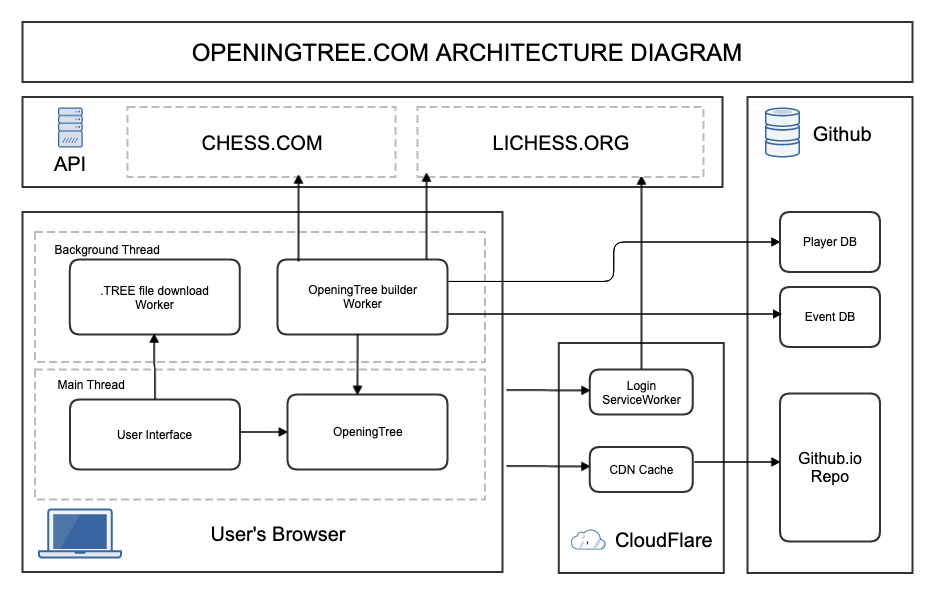 OPENINGTREE.COM ARCHITECTURE DIAGRAM
API
CHESS.COM
LICHESS.ORG
Github
Background Thread
.TREE file download
Worker
OpeningTree builder
Worker
Player DB
Event DB
Main Thread
User Interface
OpeningTree
Login
ServiceWorker
CDN Cache
Github.io
Repo
User's Browser
CloudFlare